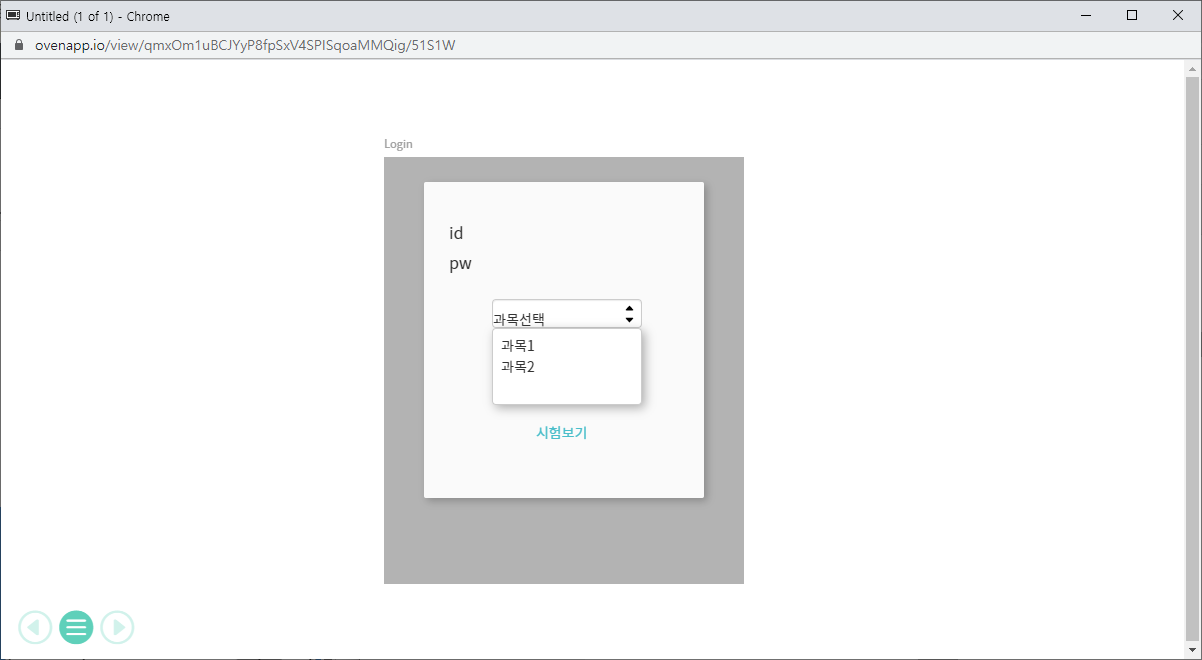 Untitled (1 of 1) - Chrome
ovenapp.io/view/qmxOm1uBCJYyP8fpSxV4SPISqoaMMQig/51S1W
Login
id
pw
과목선택
과목1
과목2
시험보기